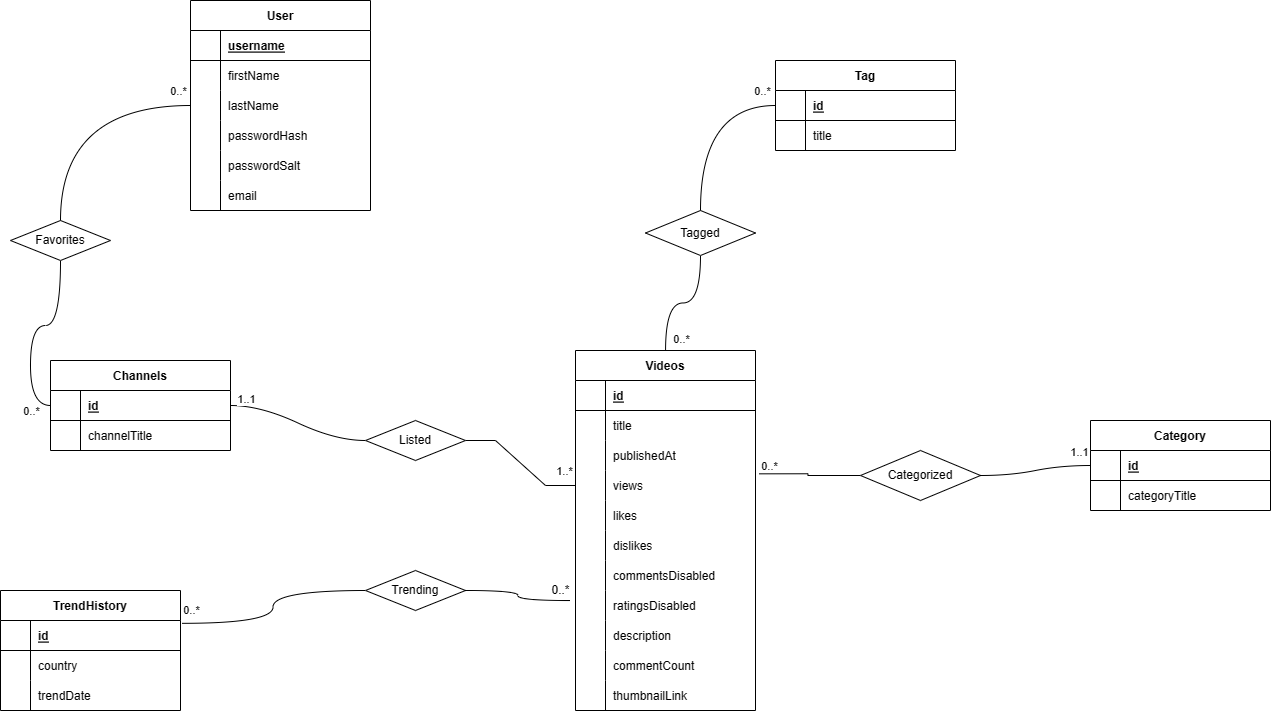 User
username
firstName
lastName
passwordHash
passwordSalt
email
0..*
Favorites
0..*
Tag
id
title
0..*
Tagged
0..*
Channels
id
channelTitle
1..1
Listed
1..*
Videos
id
title
publishedAt
views
likes
dislikes
commentsDisabled
ratingsDisabled
description
commentCount
thumbnailLink
0..*
Categorized
1..1
Category
id
categoryTitle
TrendHistory
id
country
trendDate
0..*
Trending
0..*